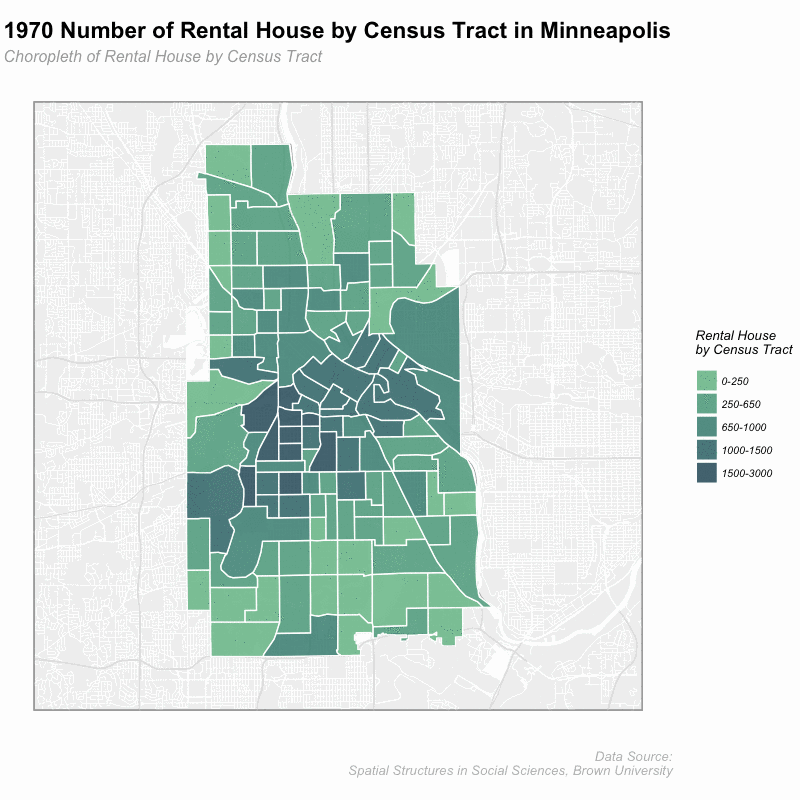 1970 Number of Rental House by Census Tract in Minneapolis
Choropleth of Rental House by Census Tract
Rental House
by Census Tract
0-250
250-650
650-1000
1000-1500
1500-3000
Data Source:
Spatial Structures in Social Sciences, Brown University